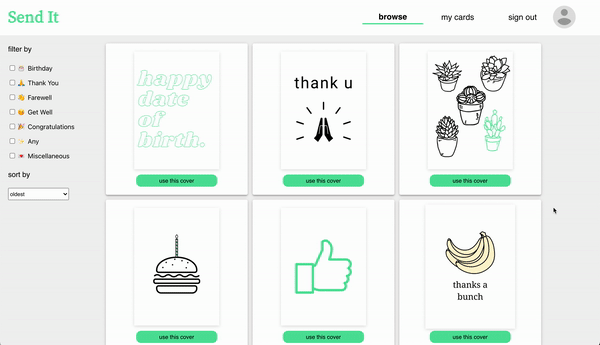 Send It
browse
my cards
sign out
filter by
Birthday
Thank You
Farewell
Get Well
Congratulations
Any
Miscellaneous
sort by
oldest
happy
date
of
birth.
use this cover
thank u
use this cover
use this cover
use this cover
use this cover
thanks a
bunch
use this cover